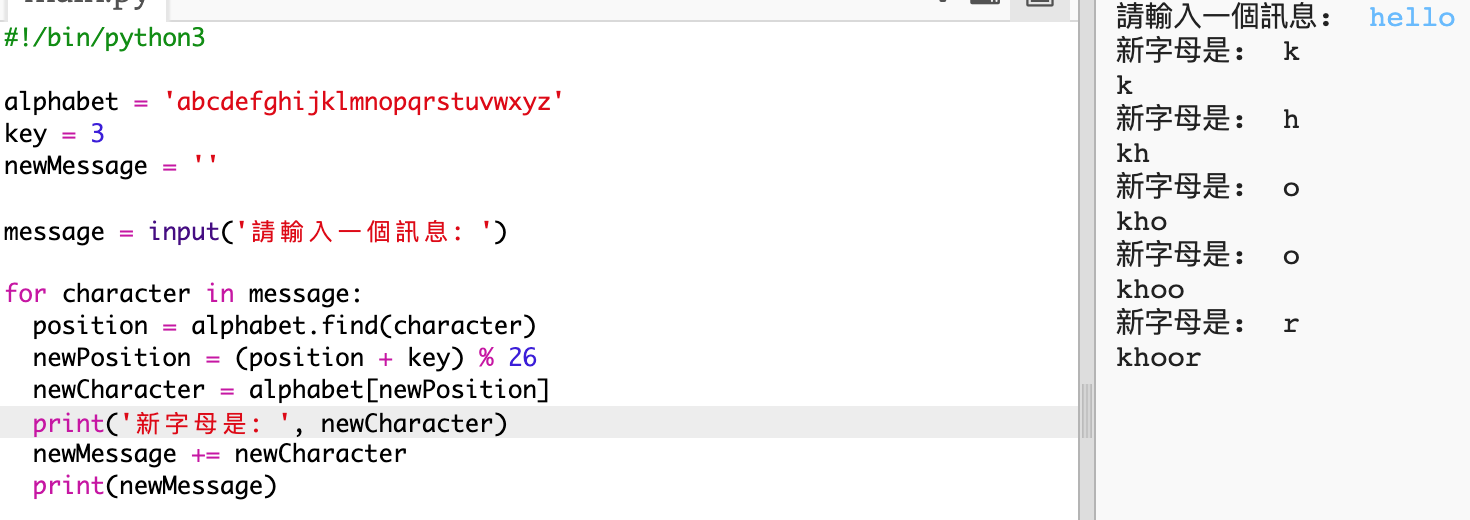 main.py
#!/bin/python3
alphabet = 'abcdefghijklmnopqrstuvwxyz'
key = 3
newMessage = ''
message = input('請輸入一個訊息: ')
for character in message:
  position = alphabet.find(character)
  newPosition = (position + key) % 26
  newCharacter = alphabet[newPosition]
  print('新字母是: ', newCharacter)
  newMessage += newCharacter
  print(newMessage)
請輸入一個訊息: hello
新字母是: k
k
新字母是: h
kh
新字母是: o
kho
新字母是: o
khoo
新字母是: r
khoor